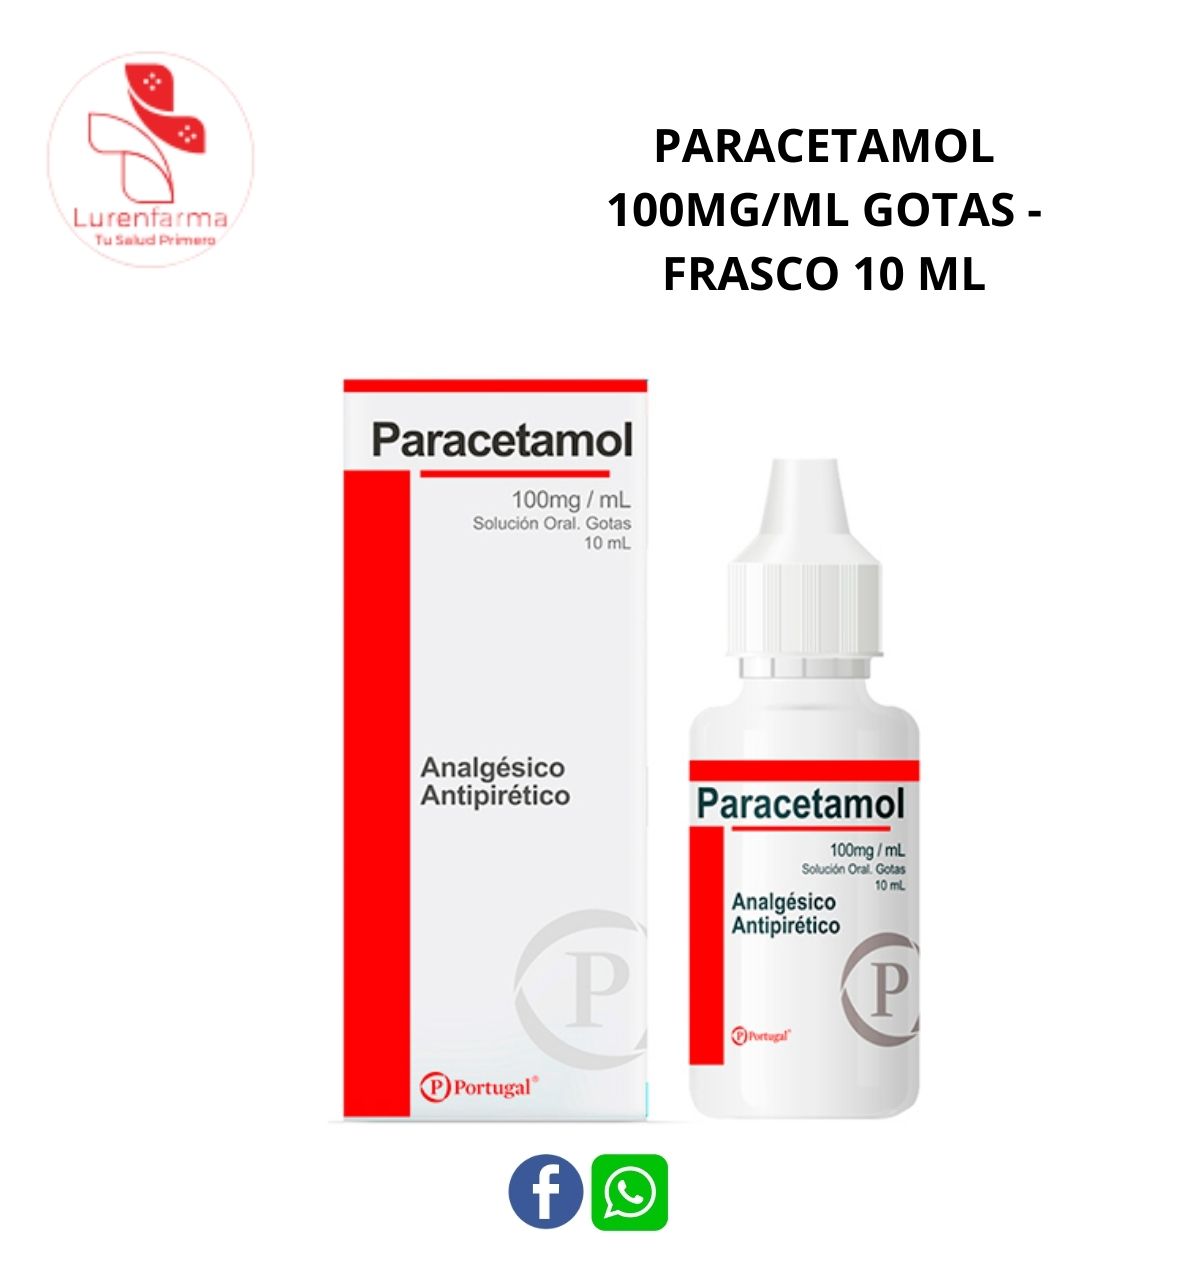 Lurenfarma
Tu Salud Primero
PARACETAMOL
100MG/ML GOTAS -
FRASCO 10 ML
Paracetamol
100mg / mL
Solución Oral. Gotas
10 mL
Analgésico
Antipirético
P
P Portugal®
Paracetamol
100mg / mL
Solución Oral. Gotas
10 mL
Analgésico
Antipirético
P
P Portugal®